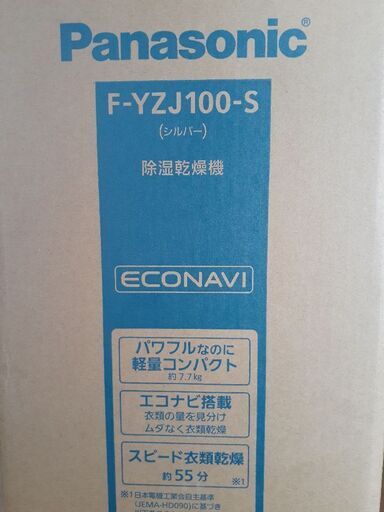 Panasonic®
F-YZJ100-S
(シルバー)
除湿乾燥機
ECONAVI
パワフルなのに
軽量コンパクト
約7.7kg
エコナビ搭載
衣類の量を見分け
ムダなく衣類乾燥
スピード衣類乾燥
約55分 ※1
※1日本電機工業会自主基準
(JEMA-HD090)に基づき